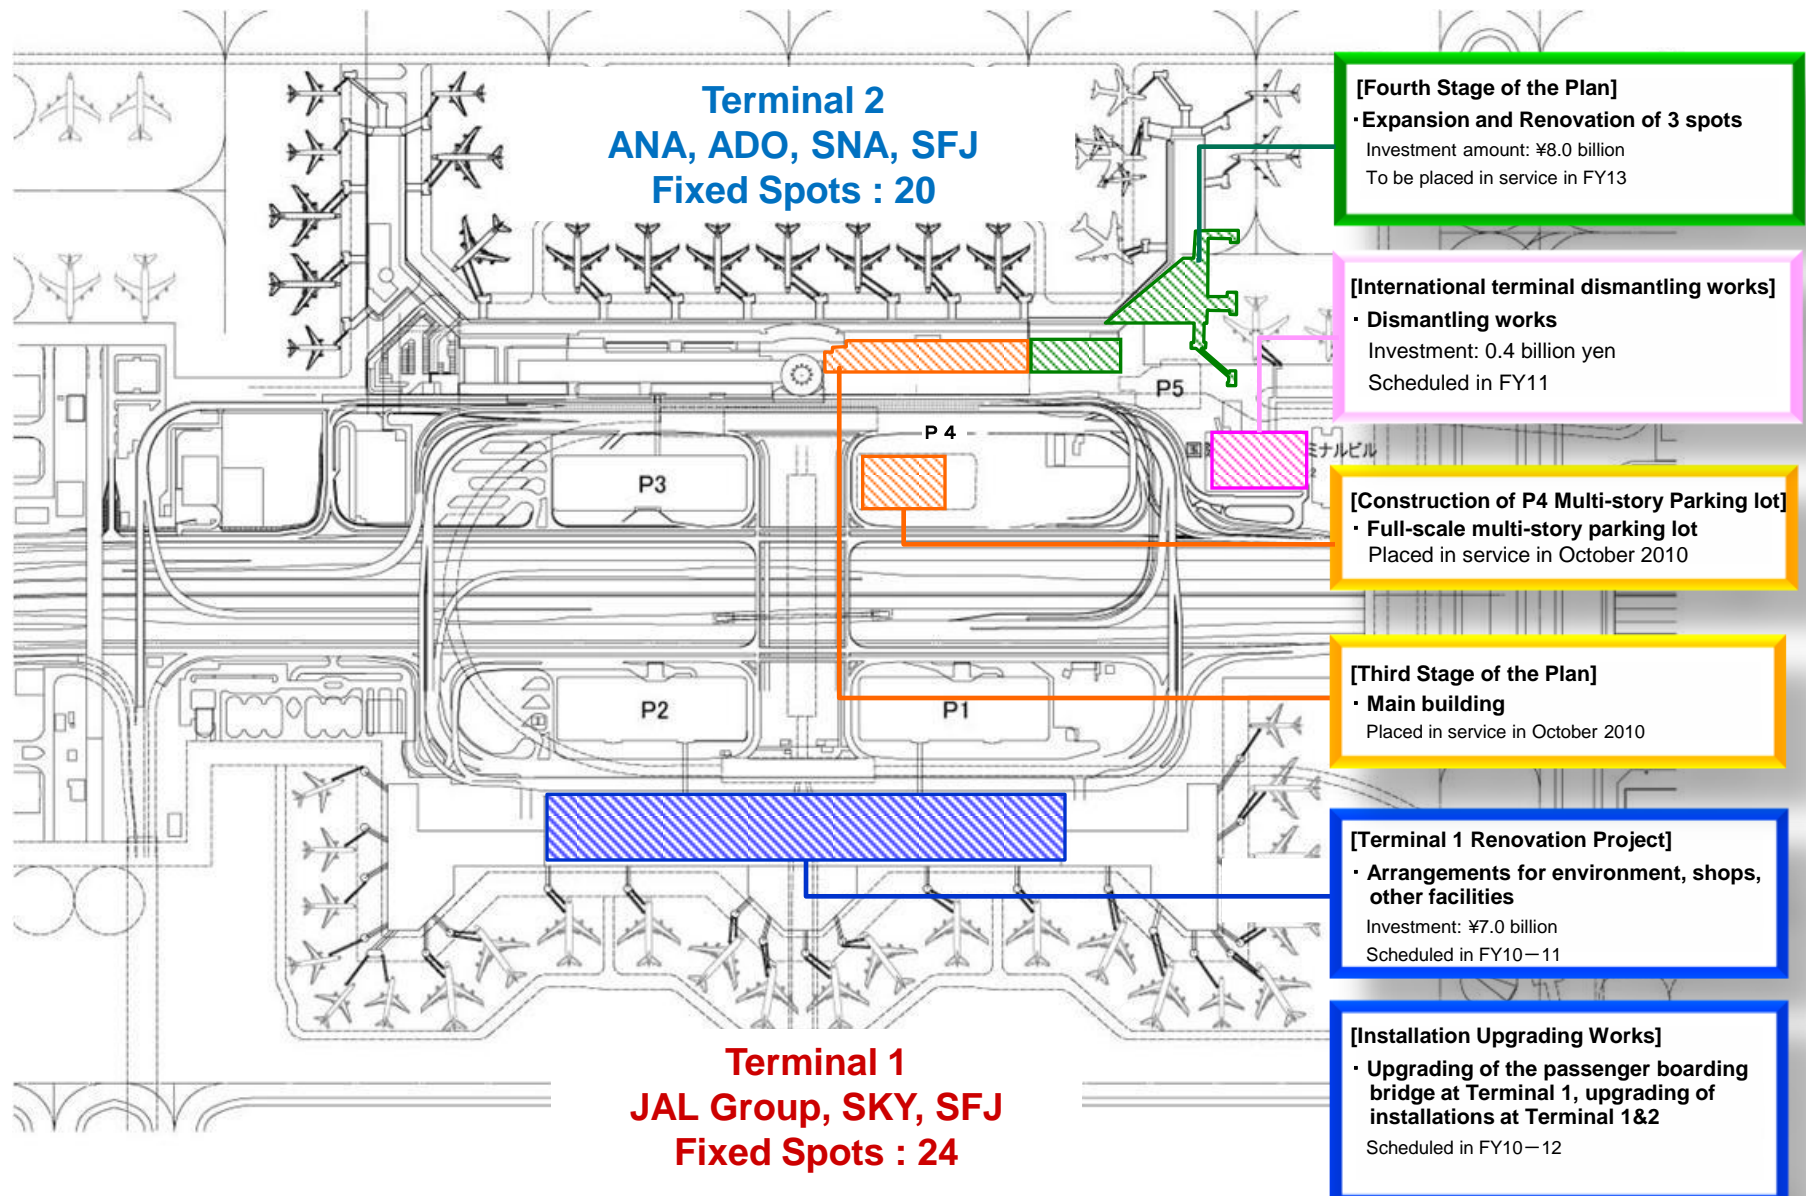 Terminal 2
ANA, ADO, SNA, SFJ
Fixed Spots : 20
[Fourth Stage of the Plan]
・Expansion and Renovation of 3 spots
Investment amount: ¥8.0 billion
To be placed in service in FY13
[International terminal dismantling works]
・Dismantling works
Investment: 0.4 billion yen
Scheduled in FY11
P5
P 4
国
ミナルビル
2
P3
[Construction of P4 Multi-story Parking lot]
・Full-scale multi-story parking lot
Placed in service in October 2010
[Third Stage of the Plan]
・Main building
Placed in service in October 2010
P2
P1
[Terminal 1 Renovation Project]
・Arrangements for environment, shops,
other facilities
Investment: ¥7.0 billion
Scheduled in FY10－11
[Installation Upgrading Works]
・Upgrading of the passenger boarding
bridge at Terminal 1, upgrading of
installations at Terminal 1&2
Scheduled in FY10－12
Terminal 1
JAL Group, SKY, SFJ
Fixed Spots : 24